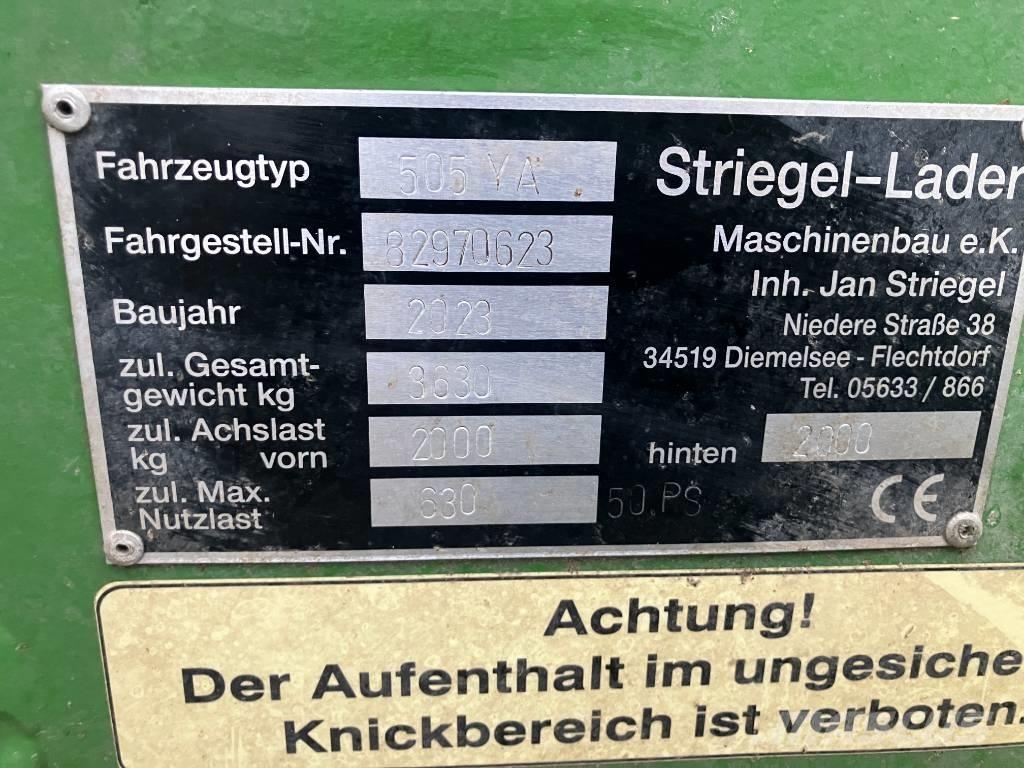 Fahrzeugtyp 505 YA
Fahrgestell-Nr. 82970623
Baujahr 2023
zul. Gesamt-
gewicht kg 3630
zul. Achslast
kg vorn 2000 hinten 2000
zul. Max.
Nutzlast 630 50.PS
Striegel-Lader
Maschinenbau e.K.
Inh. Jan Striegel
Niedere Straße 38
34519 Diemelsee - Flechtdorf
Tel. 05633 / 866
CE
Achtung!
Der Aufenthalt im ungesiche
Knickbereich ist verboten.